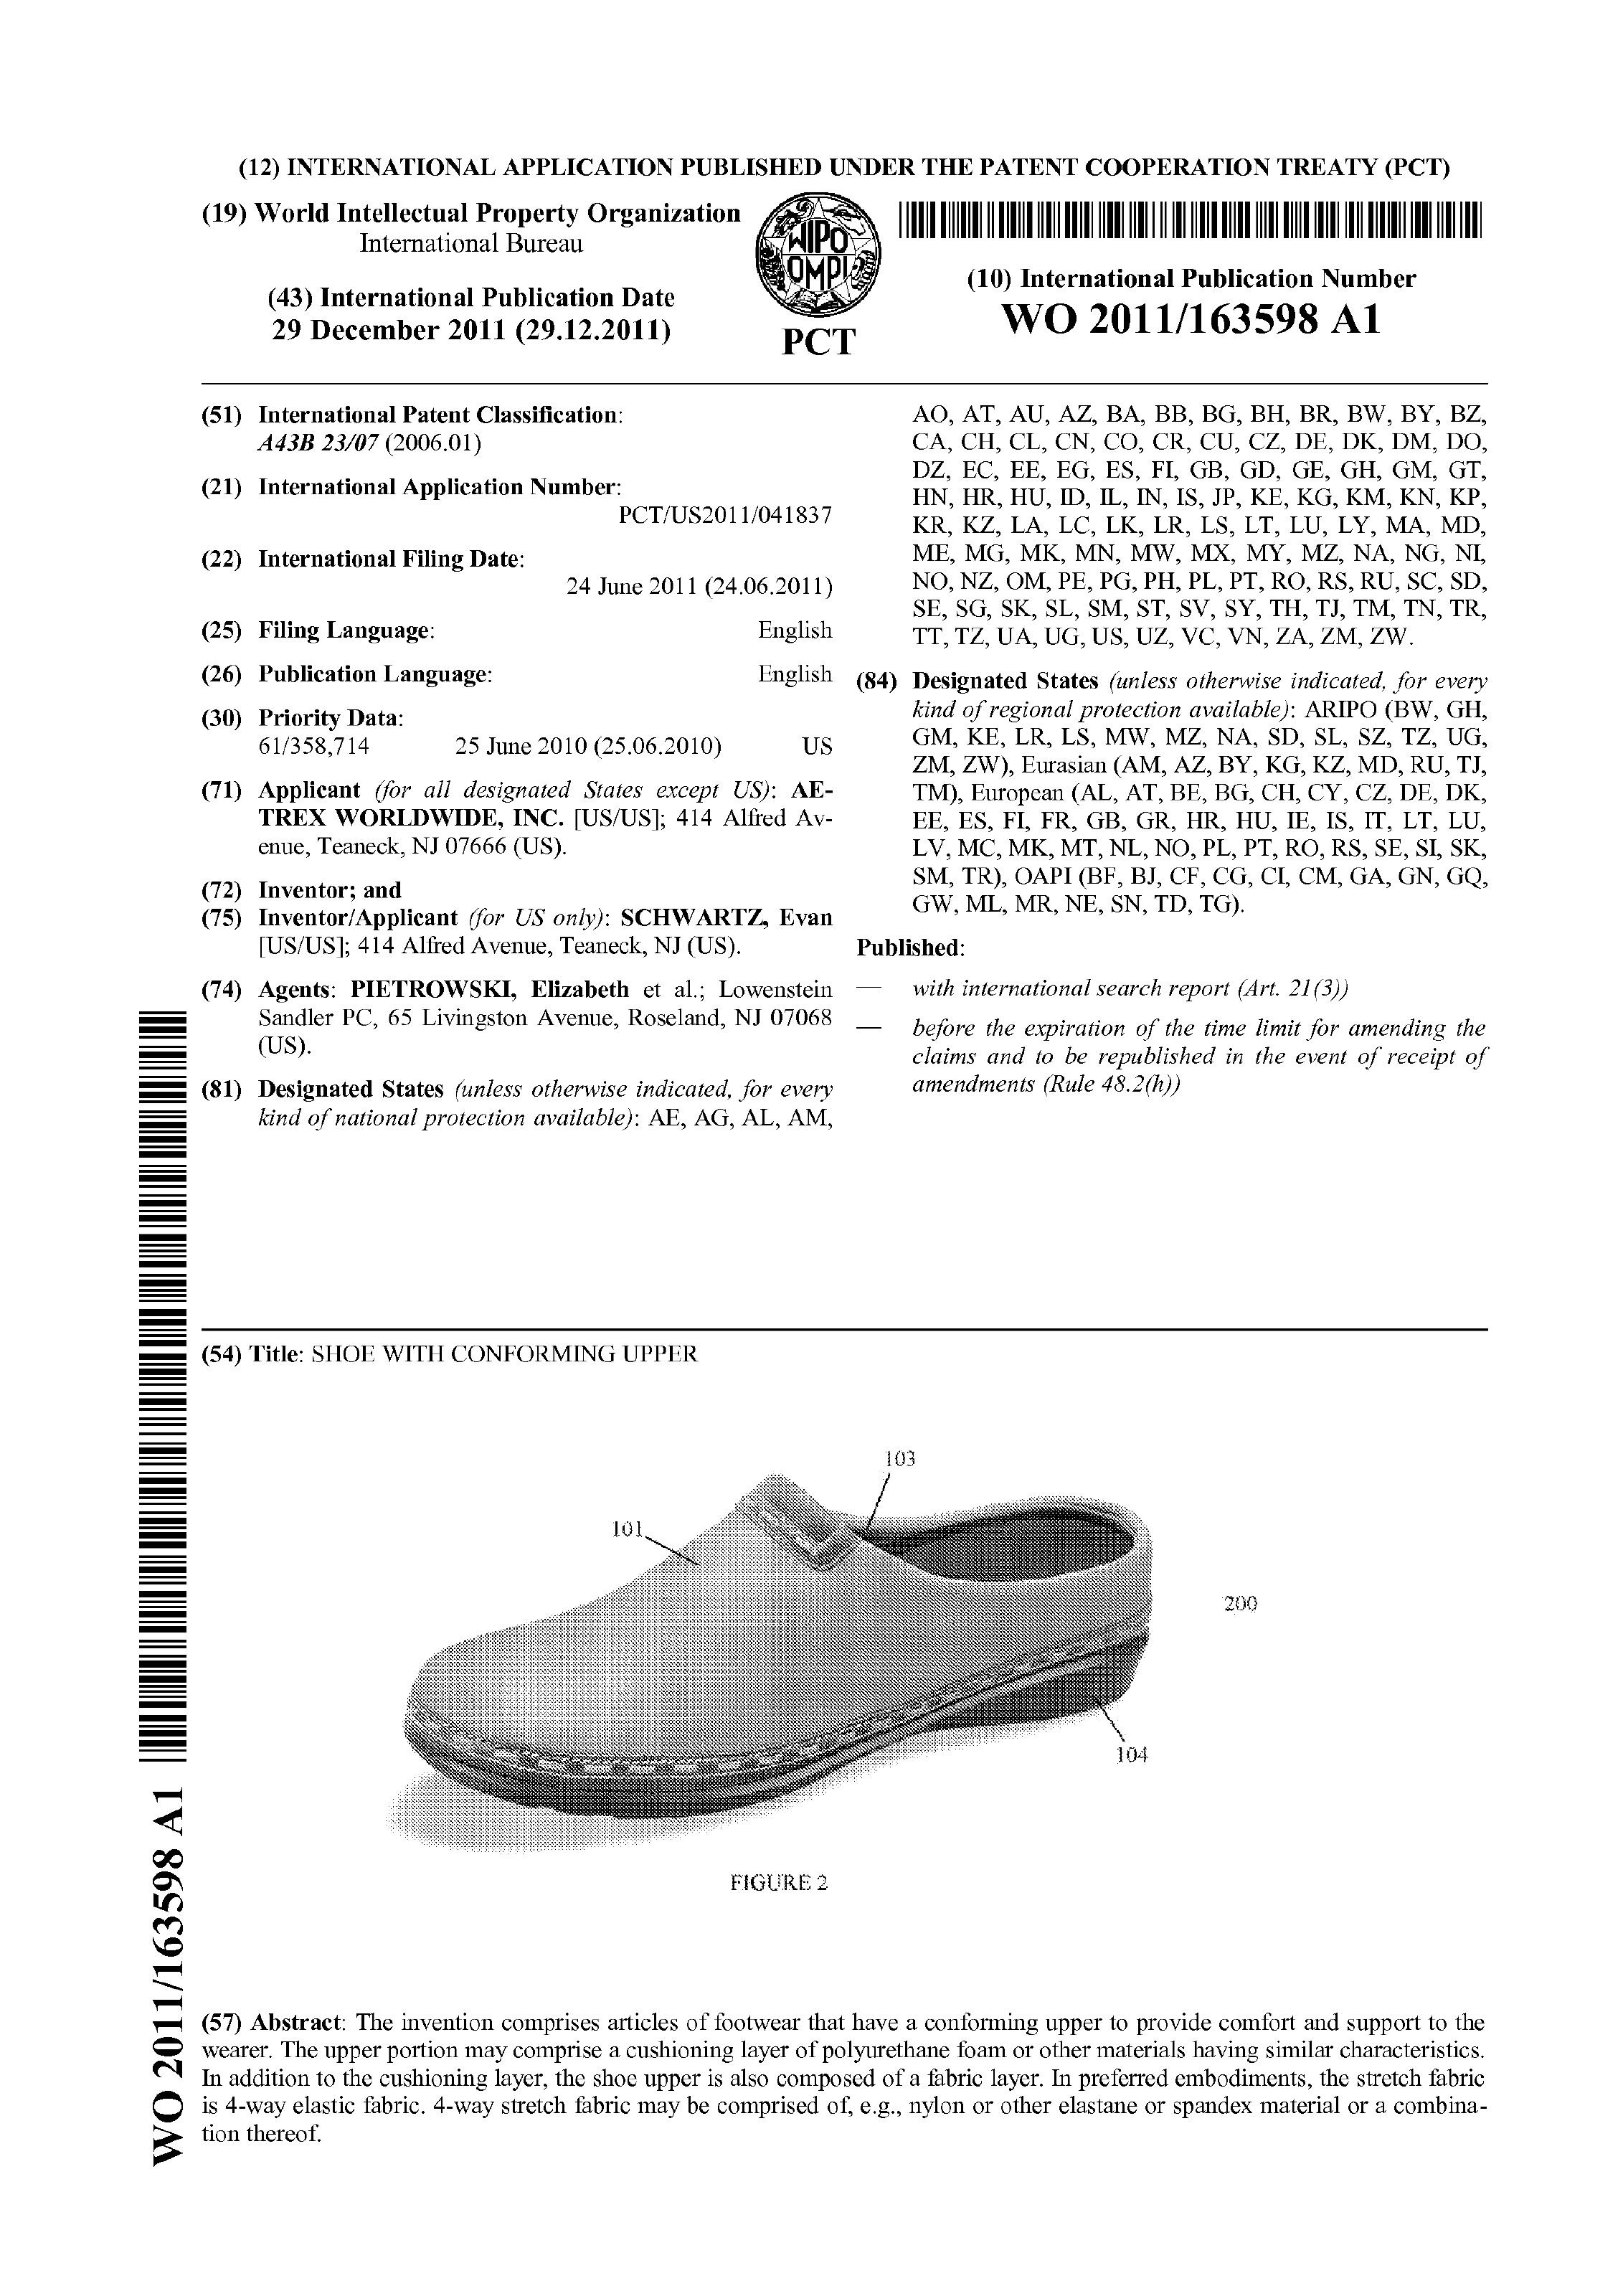 (12) INTERNATIONAL APPLICATION PUBLISHED UNDER THE PATENT COOPERATION TREATY (PCT)
(19) World Intellectual Property Organization
International Bureau
(43) International Publication Date
29 December 2011 (29.12.2011)
WIPO
OMPI
PCT
(10) International Publication Number
WO 2011/163598 A1
(51) International Patent Classification:
A43B 23/07 (2006.01)
(21) International Application Number:
PCT/US2011/041837
(22) International Filing Date:
24 June 2011 (24.06.2011)
(25) Filing Language: English
(26) Publication Language: English
(30) Priority Data:
61/358,714 25 June 2010 (25.06.2010) US
(71) Applicant (for all designated States except US): AE-
TREX WORLDWIDE, INC. [US/US]; 414 Alfred Av-
enue, Teaneck, NJ 07666 (US).
(72) Inventor; and
(75) Inventor/Applicant (for US only): SCHWARTZ, Evan
[US/US]; 414 Alfred Avenue, Teaneck, NJ (US).
(74) Agents: PIETROWSKI, Elizabeth et al.; Lowenstein
Sandler PC, 65 Livingston Avenue, Roseland, NJ 07068
(US).
(81) Designated States (unless otherwise indicated, for every
kind of national protection available): AE, AG, AL, AM,
AO, AT, AU, AZ, BA, BB, BG, BH, BR, BW, BY, BZ,
CA, CH, CL, CN, CO, CR, CU, CZ, DE, DK, DM, DO,
DZ, EC, EE, EG, ES, FI, GB, GD, GE, GH, GM, GT,
HN, HR, HU, ID, IL, IN, IS, JP, KE, KG, KM, KN, KP,
KR, KZ, LA, LC, LK, LR, LS, LT, LU, LY, MA, MD,
ME, MG, MK, MN, MW, MX, MY, MZ, NA, NG, NI,
NO, NZ, OM, PE, PG, PH, PL, PT, RO, RS, RU, SC, SD,
SE, SG, SK, SL, SM, ST, SV, SY, TH, TJ, TM, TN, TR,
TT, TZ, UA, UG, US, UZ, VC, VN, ZA, ZM, ZW.
(84) Designated States (unless otherwise indicated, for every
kind of regional protection available): ARIPO (BW, GH,
GM, KE, LR, LS, MW, MZ, NA, SD, SL, SZ, TZ, UG,
ZM, ZW), Eurasian (AM, AZ, BY, KG, KZ, MD, RU, TJ,
TM), European (AL, AT, BE, BG, CH, CY, CZ, DE, DK,
EE, ES, FI, FR, GB, GR, HR, HU, IE, IS, IT, LT, LU,
LV, MC, MK, MT, NL, NO, PL, PT, RO, RS, SE, SI, SK,
SM, TR), OAPI (BF, BJ, CF, CG, CI, CM, GA, GN, GQ,
GW, ML, MR, NE, SN, TD, TG).
Published:
— with international search report (Art. 21(3))
— before the expiration of the time limit for amending the
claims and to be republished in the event of receipt of
amendments (Rule 48.2(h))
(54) Title: SHOE WITH CONFORMING UPPER
103
101
200
104
FIGURE 2
(57) Abstract: The invention comprises articles of footwear that have a conforming upper to provide comfort and support to the
wearer. The upper portion may comprise a cushioning layer of polyurethane foam or other materials having similar characteristics.
In addition to the cushioning layer, the shoe upper is also composed of a fabric layer. In preferred embodiments, the stretch fabric
is 4-way elastic fabric. 4-way stretch fabric may be comprised of, e.g., nylon or other elastane or spandex material or a combina-
tion thereof.
WO 2011/163598 A1